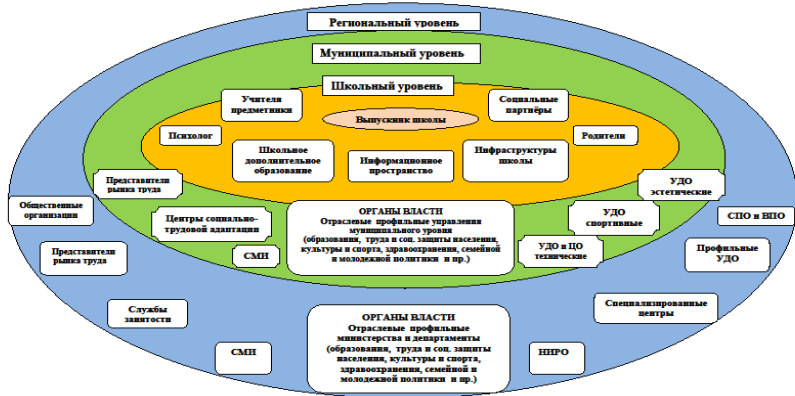 Региональный уровень
Муниципальный уровень
Школьный уровень
Учителя
предметники
Социальные
партнёры
Выпускник школы
Психолог
Родители
Школьное
дополнительное
образование
Информационное
пространство
Инфраструктуры
школы
Представители
рынка труда
УДО
эстетические
Общественные
организации
Центры социально-
трудовой адаптации
ОРГАНЫ ВЛАСТИ
Отраслевые профильные управления
муниципального уровня
(образования, труда и соц. защиты населения,
культуры и спорта, здравоохранения, семейной
и молодежной политики и пр.)
УДО
спортивные
СПО и ВПО
Представители
рынка труда
СМИ
УДО и ЦО
технические
Профильные
УДО
Службы
занятости
ОРГАНЫ ВЛАСТИ
Отраслевые профильные
министерства и департаменты
(образования, труда и соц. защиты
населения, культуры и спорта,
здравоохранения, семейной и
молодежной политики и пр.)
Специализированные
центры
СМИ
НИРО